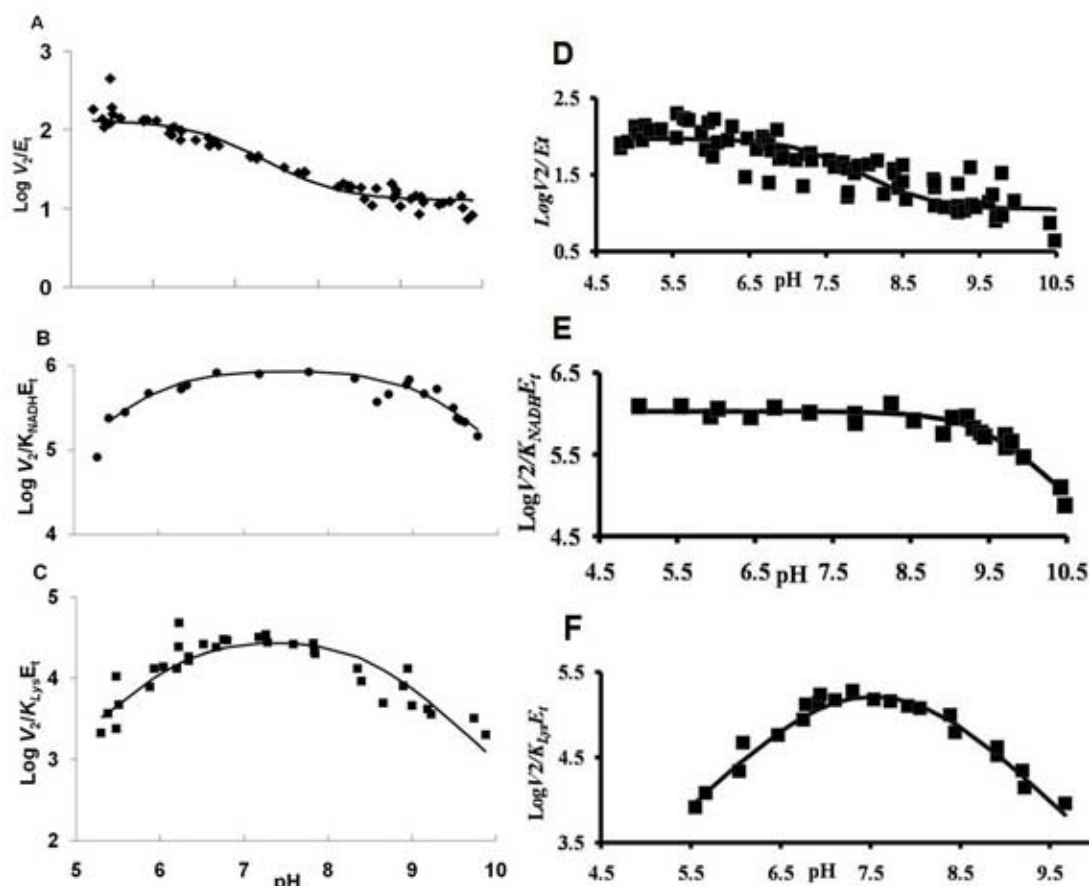 A
3
2
1
0
Log V₂/Eₜ
B
6
5
4
Log V₂/K_NADHEₜ
C
5
4
3
2
Log V₂/K_LysEₜ
5 6 7 8 9 10
pH
D
2.5
1.5
0.5
LogV2/Et
4.5 5.5 6.5 7.5 8.5 9.5 10.5
pH
E
6.5
5.5
4.5
LogV2/K_NADHEₜ
4.5 5.5 6.5 7.5 8.5 9.5 10.5
pH
F
5.5
4.5
3.5
LogV2/K_LysEₜ
4.5 5.5 6.5 7.5 8.5 9.5
pH